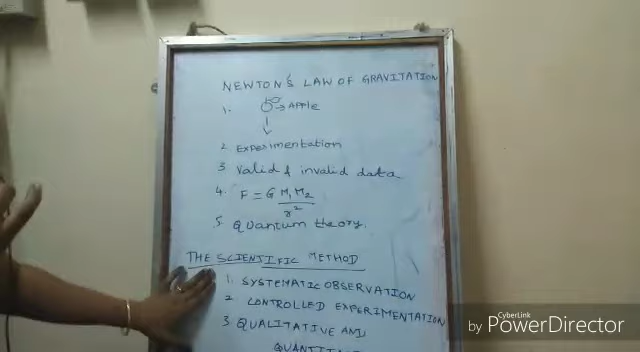 NEWTON'S LAW OF GRAVITATION
1. → APPLE
2. Experimentation
3 Valid & invalid data
4. F = G M₁ M₂ / r²
5. Quantum theory.
THE SCIENTIFIC METHOD
1. SYSTEMATIC OBSERVATION
2. CONTROLLED EXPERIMENTATION
3. QUALITATIVE AND
by CyberLink PowerDirector